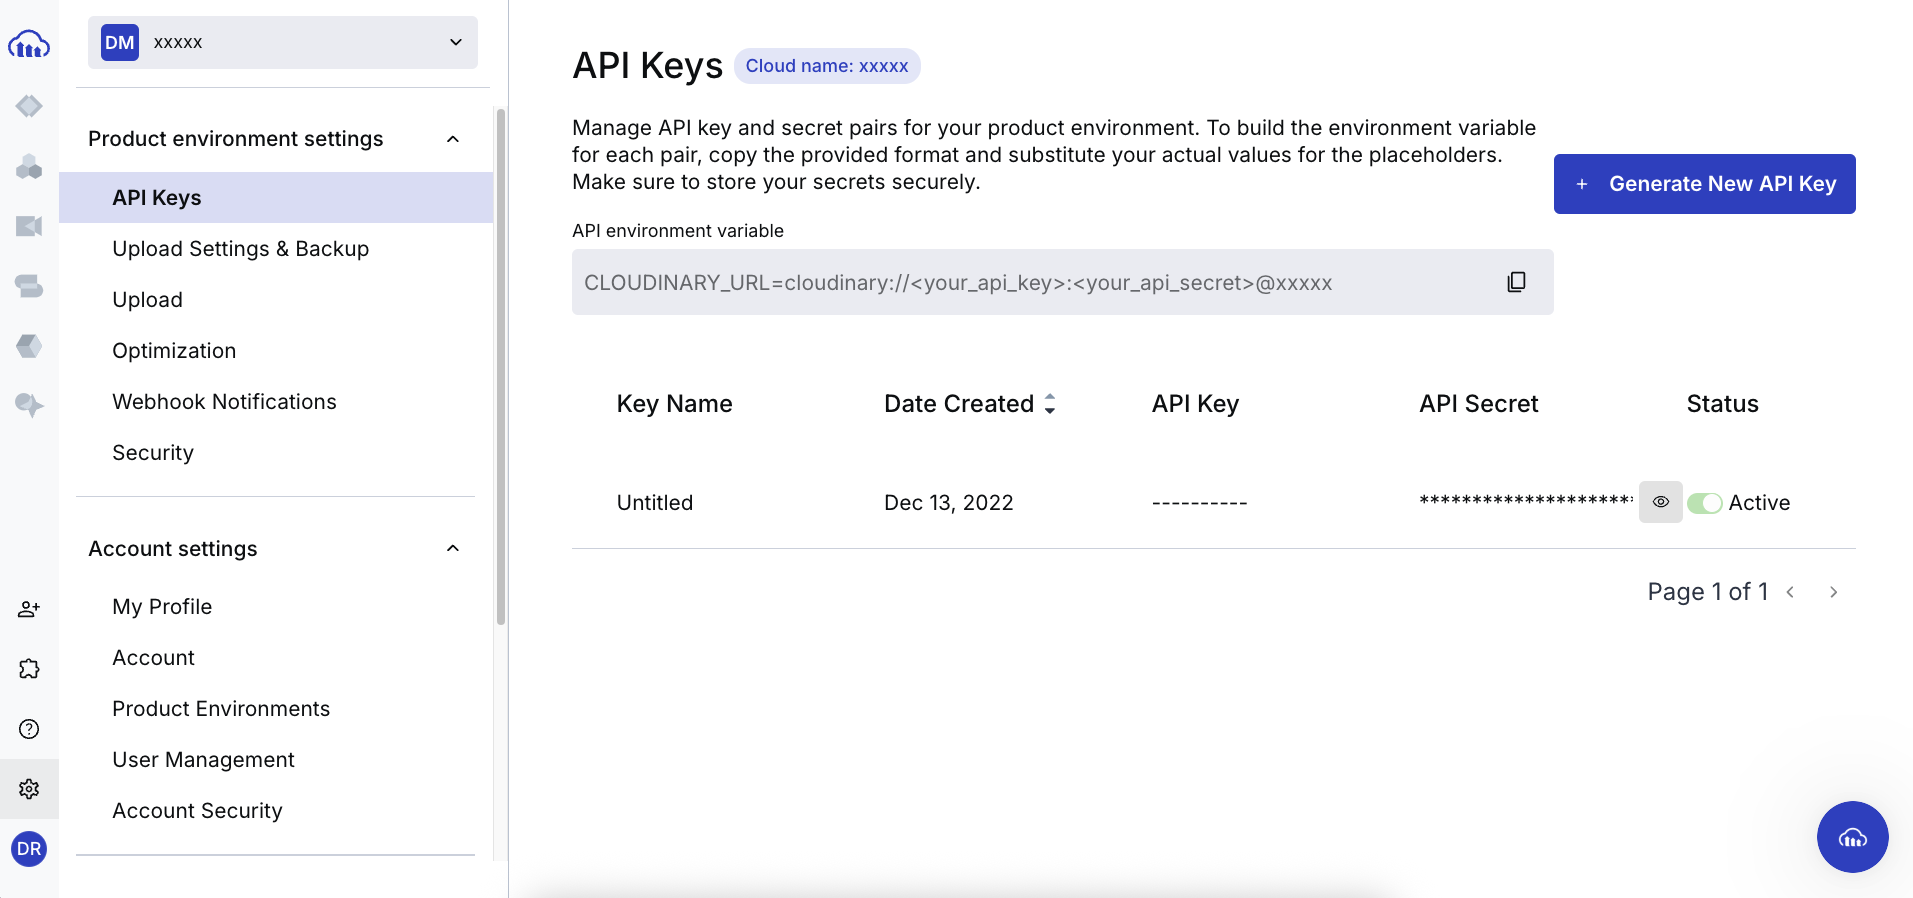 DM xxxxx
Product environment settings
API Keys
Upload Settings & Backup
Upload
Optimization
Webhook Notifications
Security
Account settings
My Profile
Account
Product Environments
User Management
Account Security
DR
API Keys Cloud name: xxxxx
Manage API key and secret pairs for your product environment. To build the environment variable
for each pair, copy the provided format and substitute your actual values for the placeholders.
Make sure to store your secrets securely.
+ Generate New API Key
API environment variable
CLOUDINARY_URL=cloudinary://<your_api_key>:<your_api_secret>@xxxxx
Key Name Date Created API Key API Secret Status
Untitled Dec 13, 2022 ---------- ******************** Active
Page 1 of 1